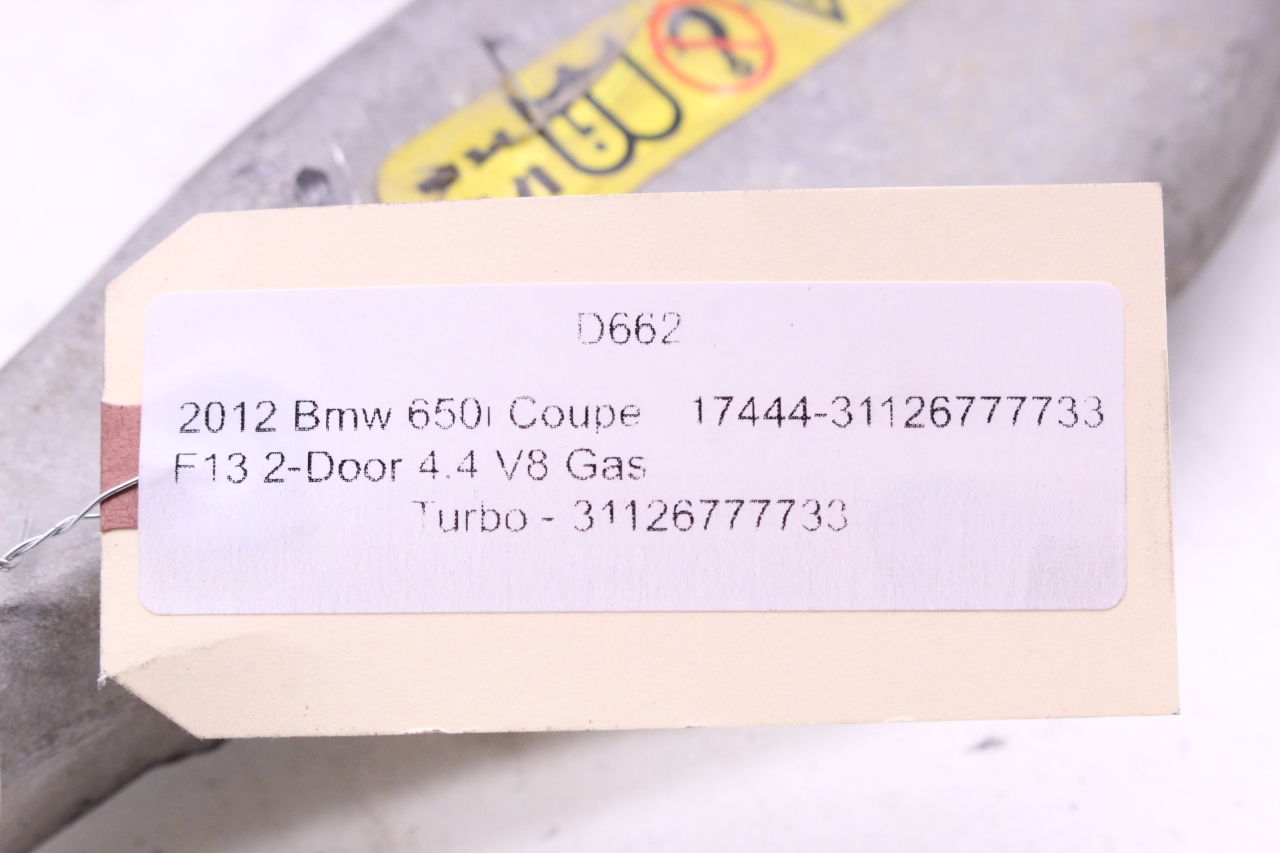 D662
2012 Bmw 650i Coupe 17444-31126777733
F13 2-Door 4.4 V8 Gas
Turbo - 31126777733